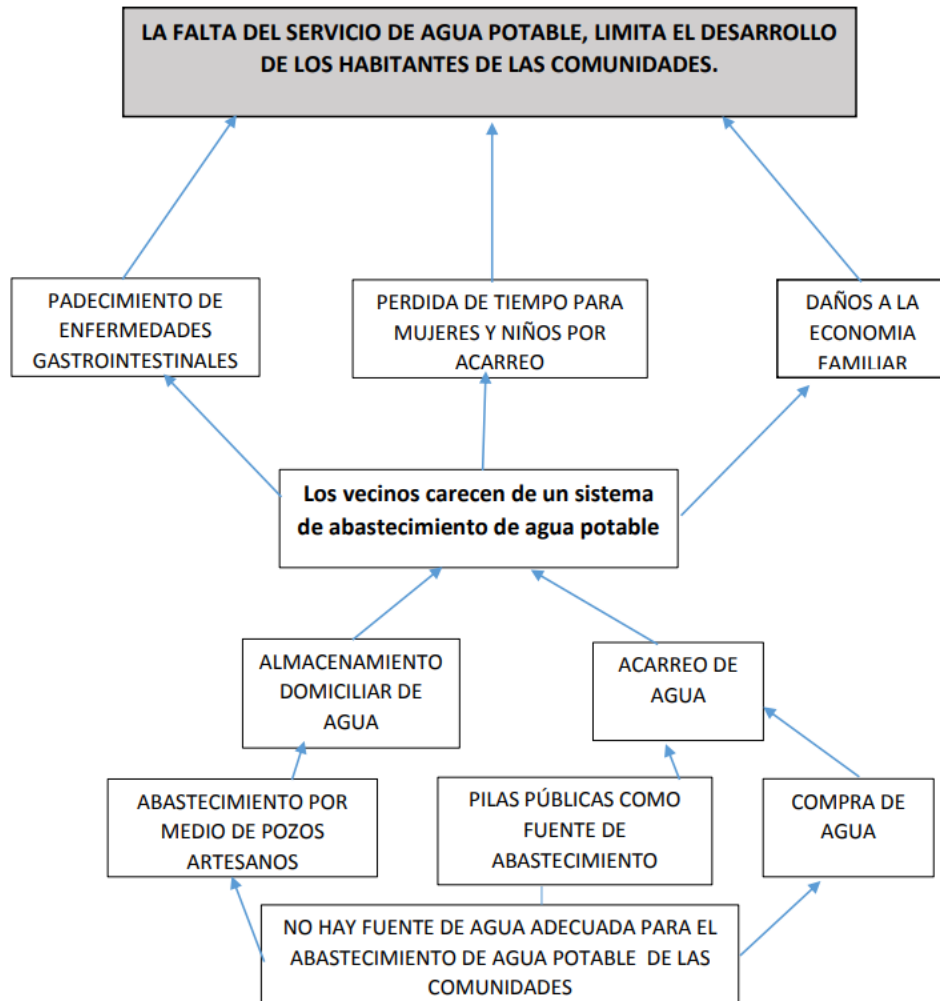 LA FALTA DEL SERVICIO DE AGUA POTABLE, LIMITA EL DESARROLLO
DE LOS HABITANTES DE LAS COMUNIDADES.
PADECIMIENTO DE
ENFERMEDADES
GASTROINTESTINALES
PERDIDA DE TIEMPO PARA
MUJERES Y NIÑOS POR
ACARREO
DAÑOS A LA
ECONOMIA
FAMILIAR
Los vecinos carecen de un sistema
de abastecimiento de agua potable
ALMACENAMIENTO
DOMICILIAR DE
AGUA
ACARREO DE
AGUA
ABASTECIMIENTO POR
MEDIO DE POZOS
ARTESANOS
PILAS PÚBLICAS COMO
FUENTE DE
ABASTECIMIENTO
COMPRA DE
AGUA
NO HAY FUENTE DE AGUA ADECUADA PARA EL
ABASTECIMIENTO DE AGUA POTABLE DE LAS
COMUNIDADES